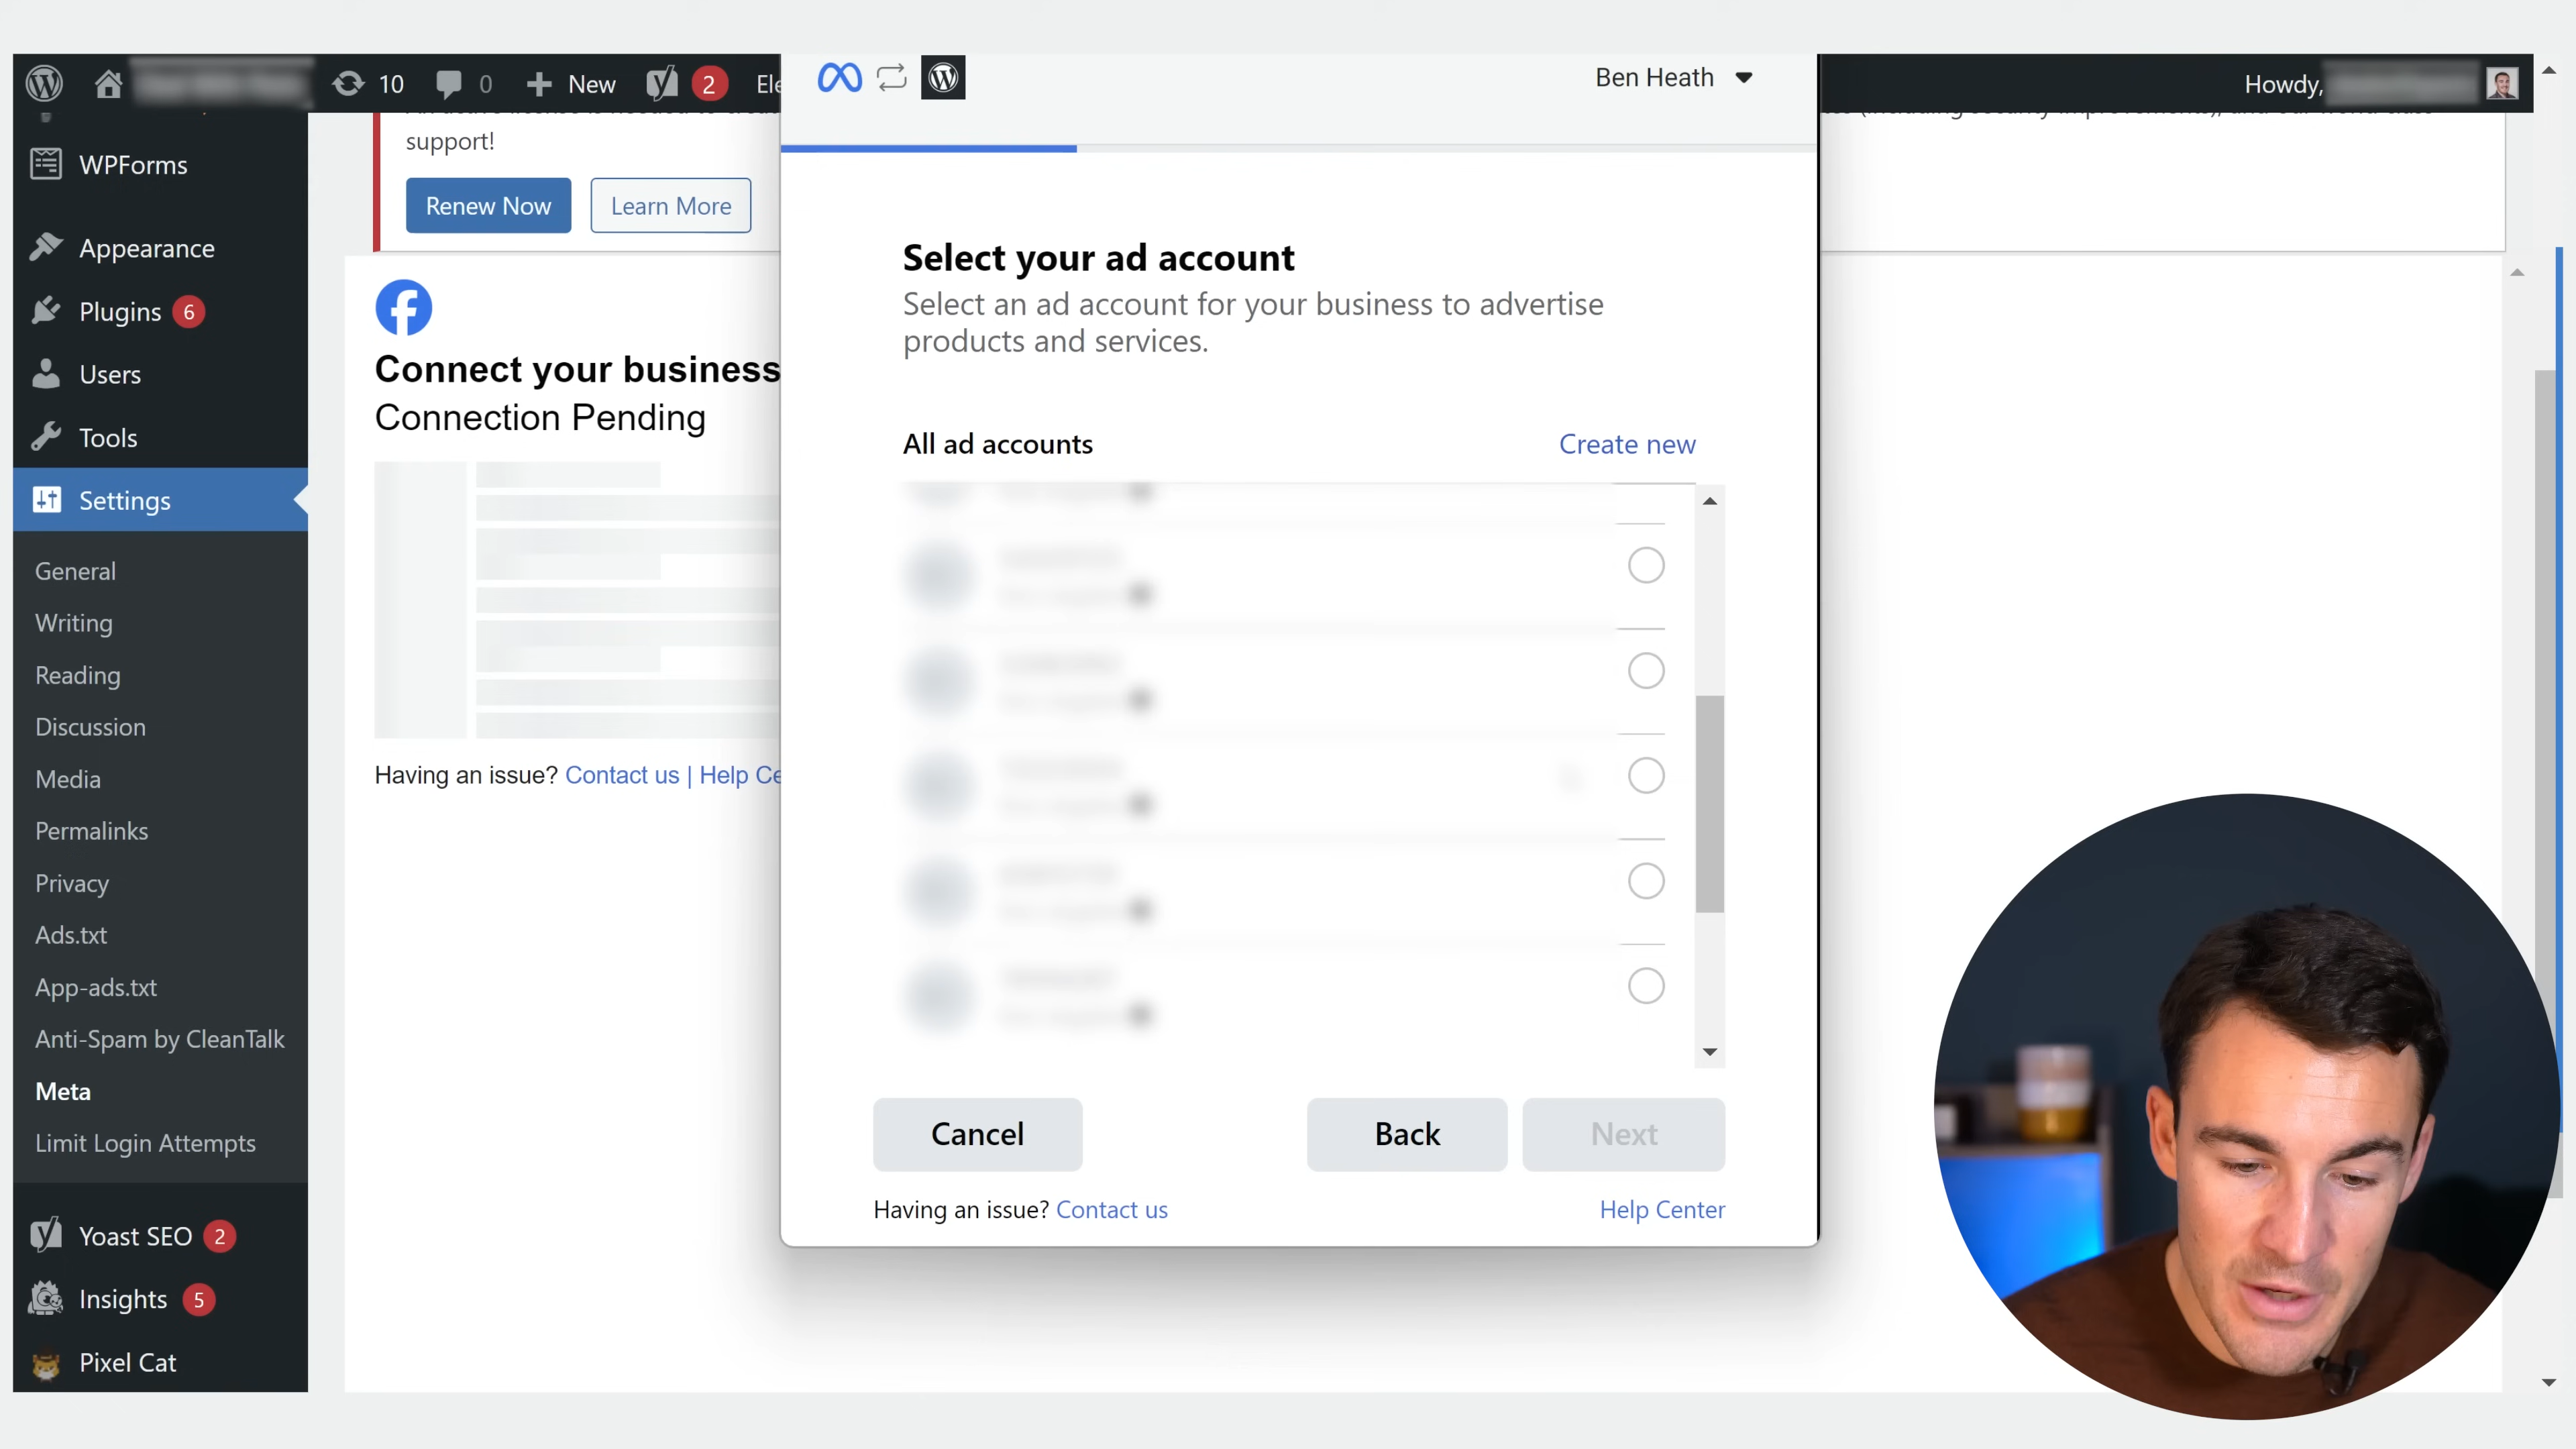 10
0
New
2
Ele
Howdy,
Ben Heath
support!
Renew Now
Learn More
WPForms
Appearance
Plugins 6
Users
Tools
Settings
General
Writing
Reading
Discussion
Media
Permalinks
Privacy
Ads.txt
App-ads.txt
Anti-Spam by CleanTalk
Meta
Limit Login Attempts
Yoast SEO 2
Insights 5
Pixel Cat
Connect your business
Connection Pending
Having an issue? Contact us | Help Ce
Select your ad account
Select an ad account for your business to advertise
products and services.
All ad accounts
Create new
Cancel
Back
Next
Having an issue? Contact us
Help Center